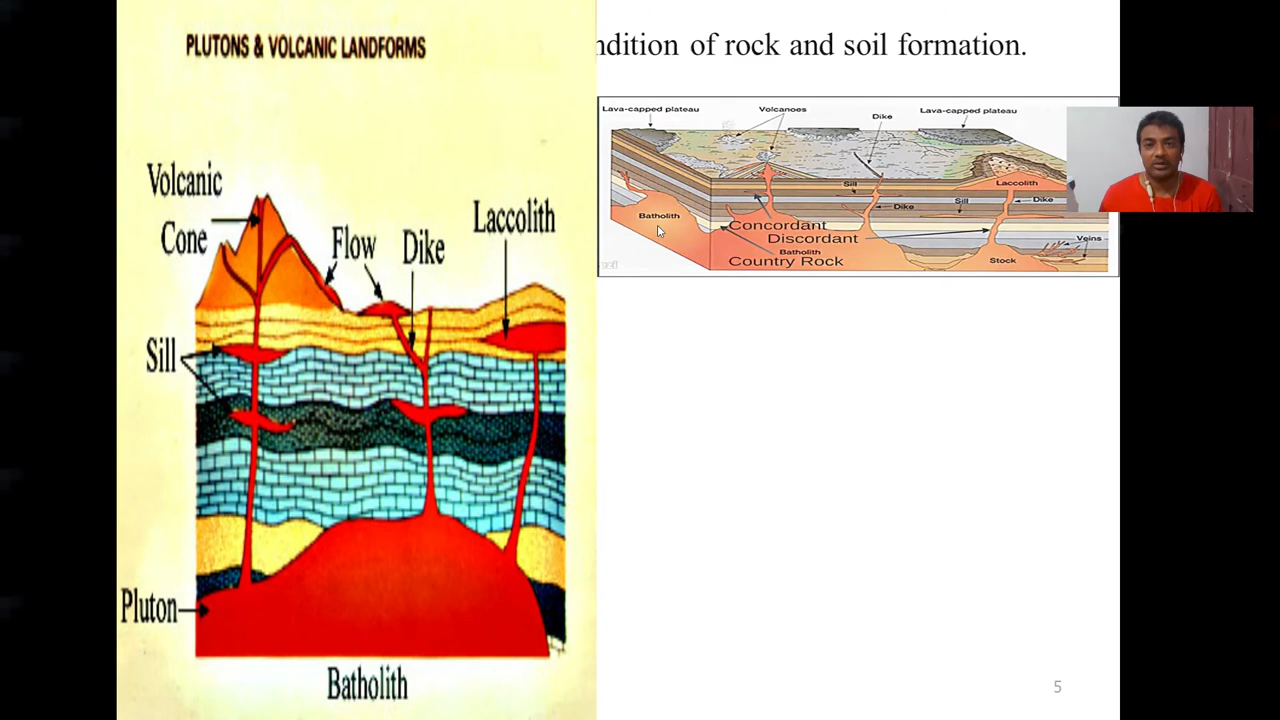 PLUTONS & VOLCANIC LANDFORMS
ndition of rock and soil formation.
Volcanic
Cone
Flow
Dike
Laccolith
Sill
Pluton
Batholith
Lava-capped plateau
Volcanoes
Dike
Lava-capped plateau
Sill
Laccolith
Sill
Dike
Dike
Batholith
Concordant
Discordant
Batholith
Country Rock
Stock
Veins
5